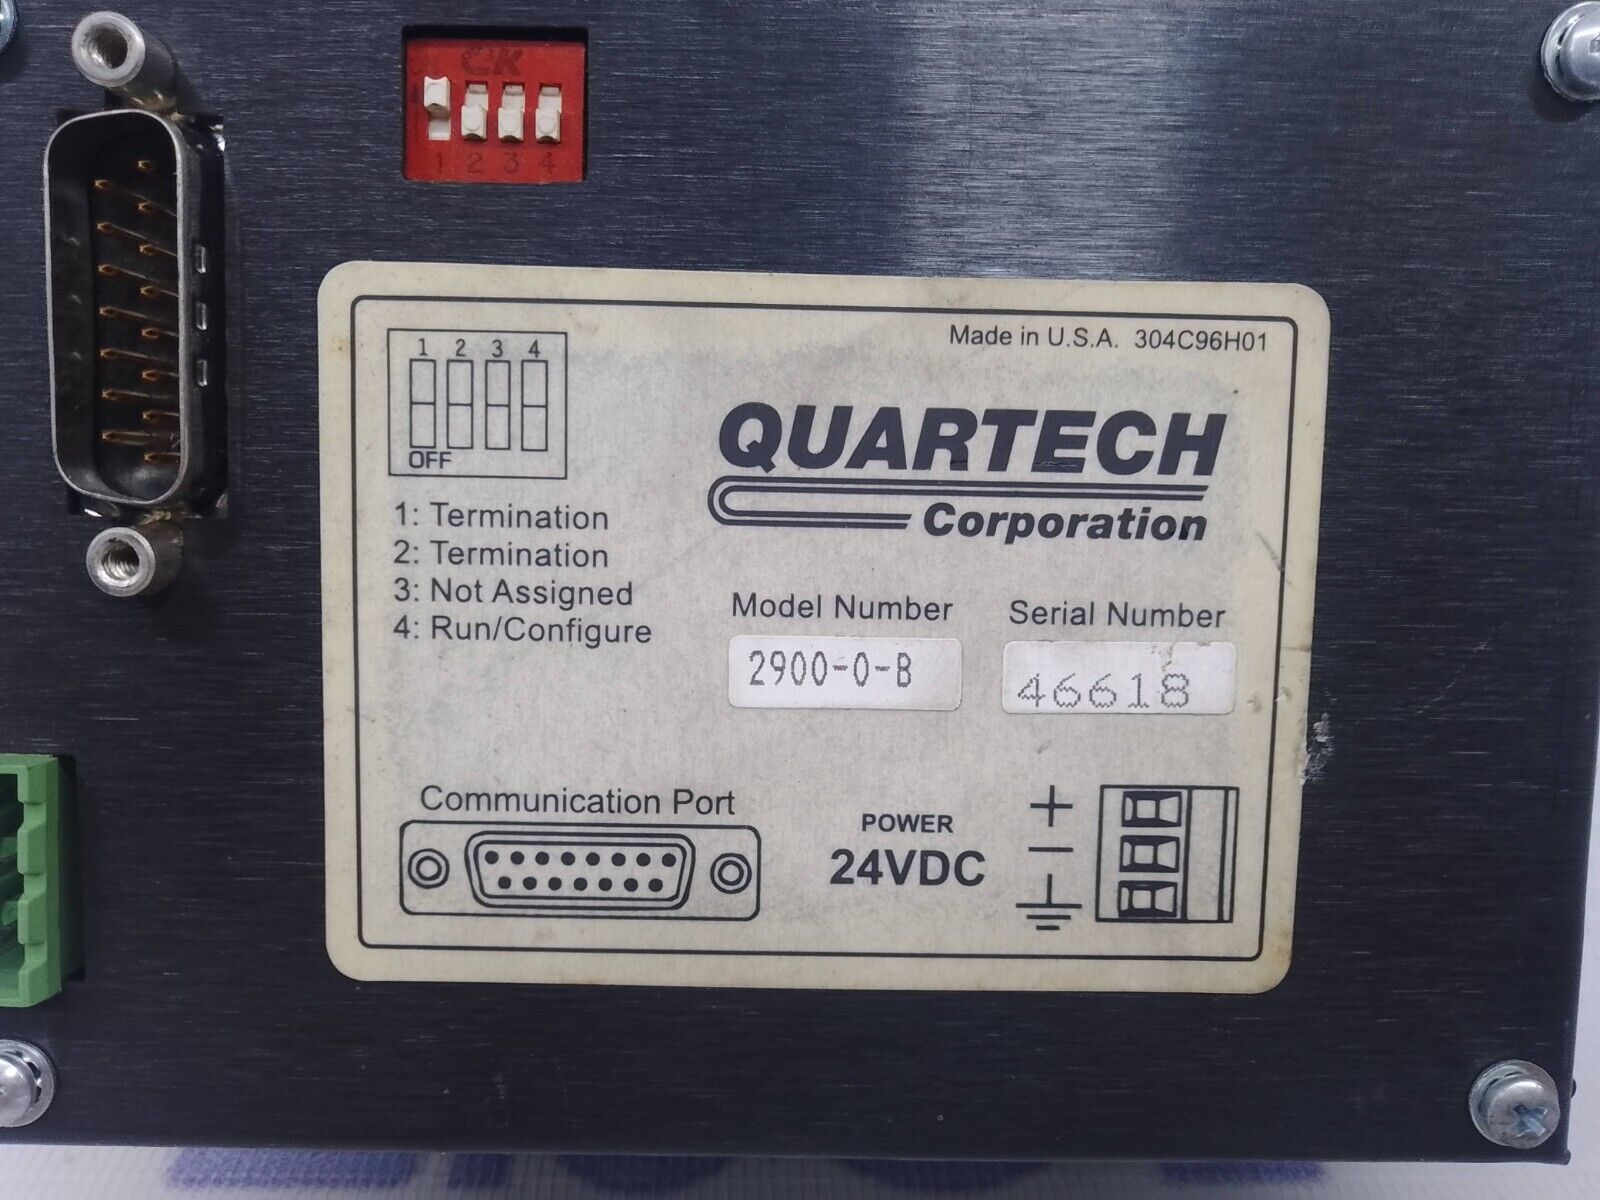 CK
1 2 3 4
Made in U.S.A. 304C96H01
1 2 3 4
OFF
QUARTECH
Corporation
1: Termination
2: Termination
3: Not Assigned
4: Run/Configure
Model Number
Serial Number
2900-0-B
46618
Communication Port
POWER
24VDC
+
−